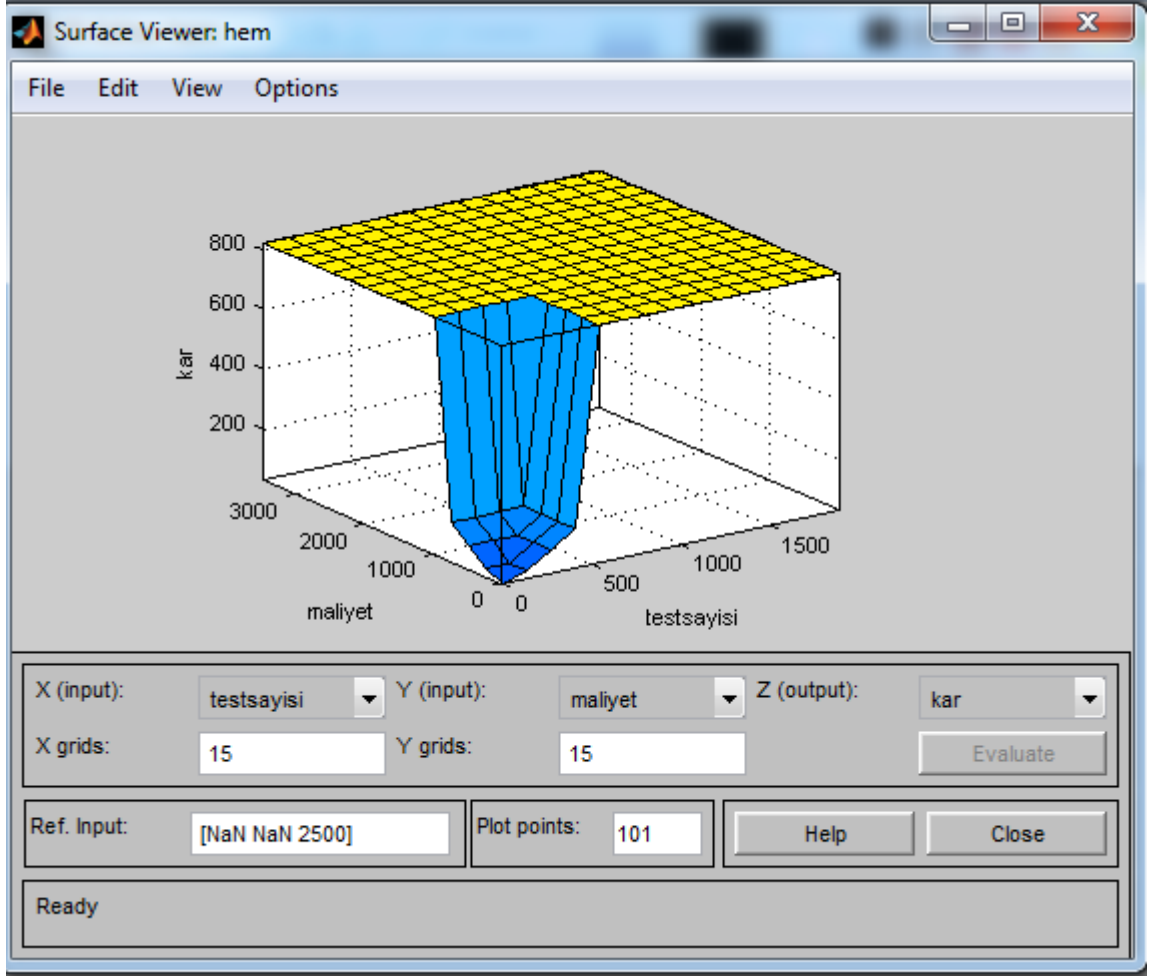 Surface Viewer: hem
File Edit View Options
800
600
400
200
kar
3000
2000
1000
0
maliyet
0
500
1000
1500
testsayisi
X (input): testsayisi Y (input): maliyet Z (output): kar
X grids: 15 Y grids: 15 Evaluate
Ref. Input: [NaN NaN 2500] Plot points: 101 Help Close
Ready